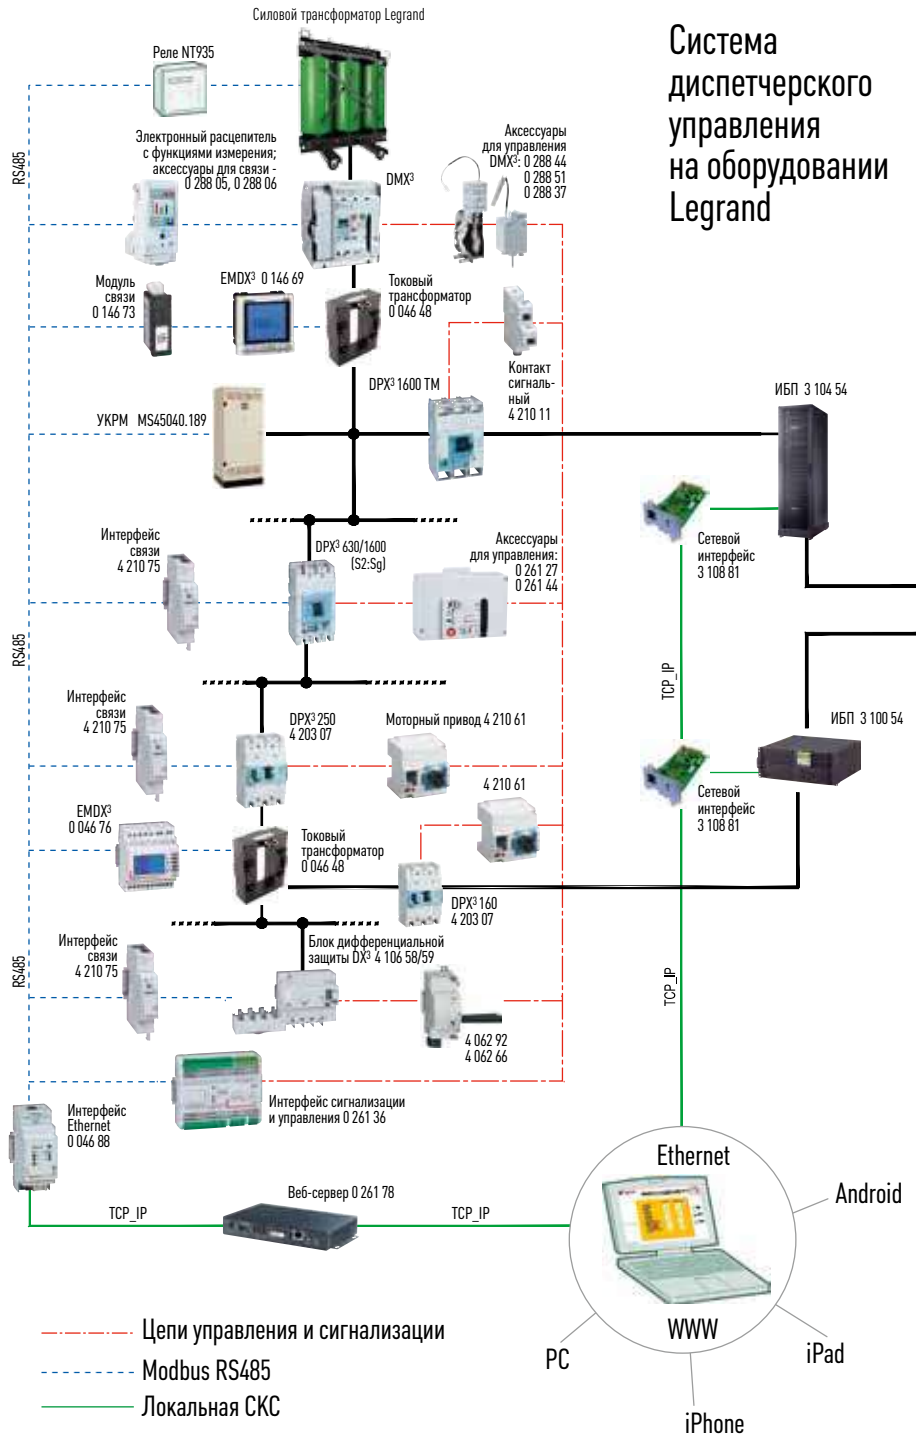 Силовой трансформатор Legrand
Система
диспетчерского
управления
на оборудовании
Legrand
Реле NT935
RS485
Электронный расцепитель
с функциями измерения;
аксессуары для связи -
0 288 05, 0 288 06
DMX³
Аксессуары
для управления
DMX³: 0 288 44
0 288 51
0 288 37
Модуль
связи
0 146 73
EMDX³ 0 146 69
Токовый
трансформатор
0 046 48
DPX³ 1600 TM
Контакт
сигналь-
ный
4 210 11
ИБП 3 104 54
УКРМ MS45040.189
Интерфейс
связи
4 210 75
DPX³ 630/1600
(S2:Sg)
Аксессуары
для управления:
0 261 27
0 261 44
Сетевой
интерфейс
3 108 81
RS485
TCP_IP
Интерфейс
связи
4 210 75
DPX³ 250
4 203 07
Моторный привод 4 210 61
ИБП 3 100 54
EMDX³
0 046 76
Токовый
трансформатор
0 046 48
4 210 61
Сетевой
интерфейс
3 108 81
DPX³ 160
4 203 07
Интерфейс
связи
4 210 75
RS485
Блок дифференциальной
защиты DX³ 4 106 58/59
TCP_IP
4 062 92
4 062 66
Интерфейс сигнализации
и управления 0 261 36
Интерфейс
Ethernet
0 046 88
Ethernet
Веб-сервер 0 261 78
TCP_IP
TCP_IP
Android
WWW
PC
iPad
iPhone
Цепи управления и сигнализации
Modbus RS485
Локальная СКС